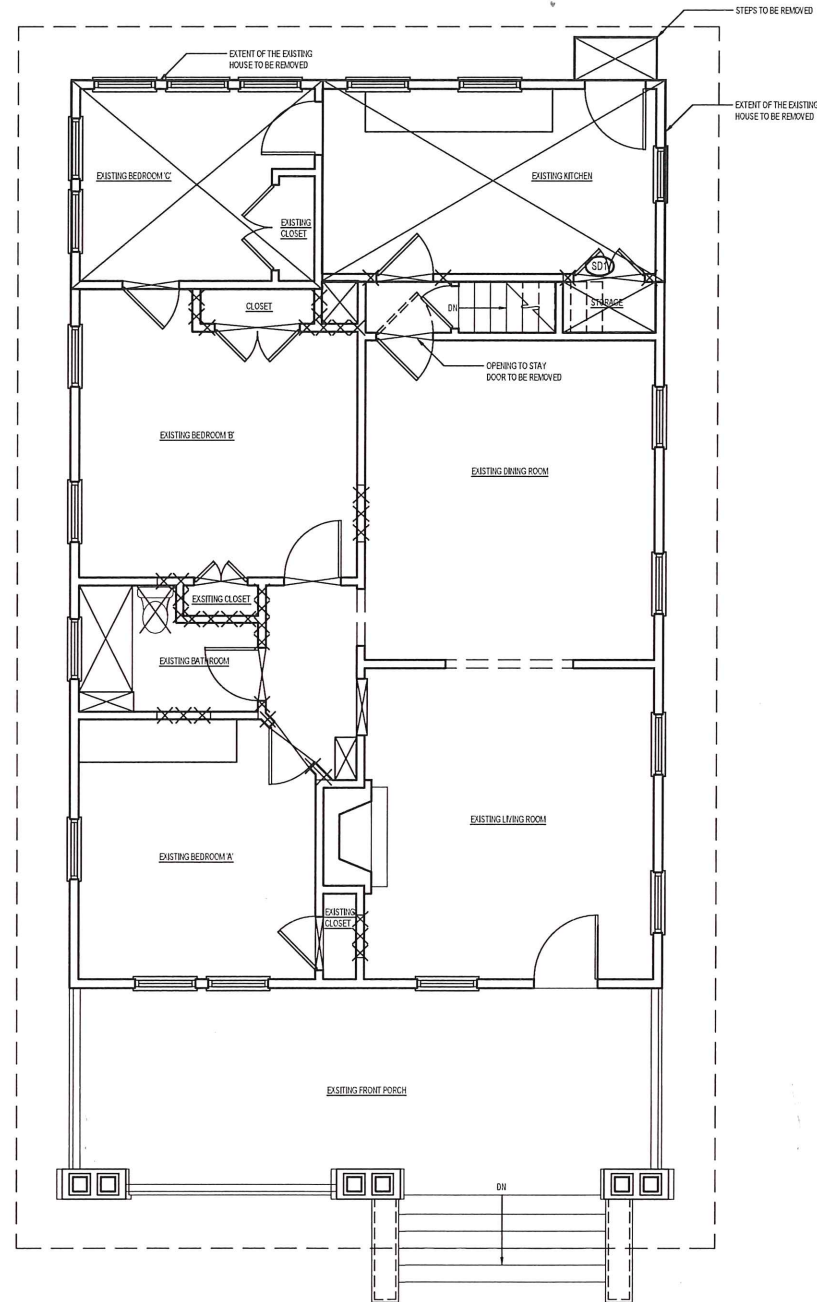 STEPS TO BE REMOVED
EXTENT OF THE EXISTING
HOUSE TO BE REMOVED
EXTENT OF THE EXISTING
HOUSE TO BE REMOVED
EXISTING BEDROOM 'C'
EXISTING KITCHEN
EXISTING
CLOSET
SD1
CLOSET
DN
STORAGE
OPENING TO STAY
DOOR TO BE REMOVED
EXISTING BEDROOM 'B'
EXISTING DINING ROOM
EXSITING CLOSET
EXISTING BATHROOM
EXISTING LIVING ROOM
EXISTING BEDROOM 'A'
EXISTING
CLOSET
EXSITING FRONT PORCH
DN